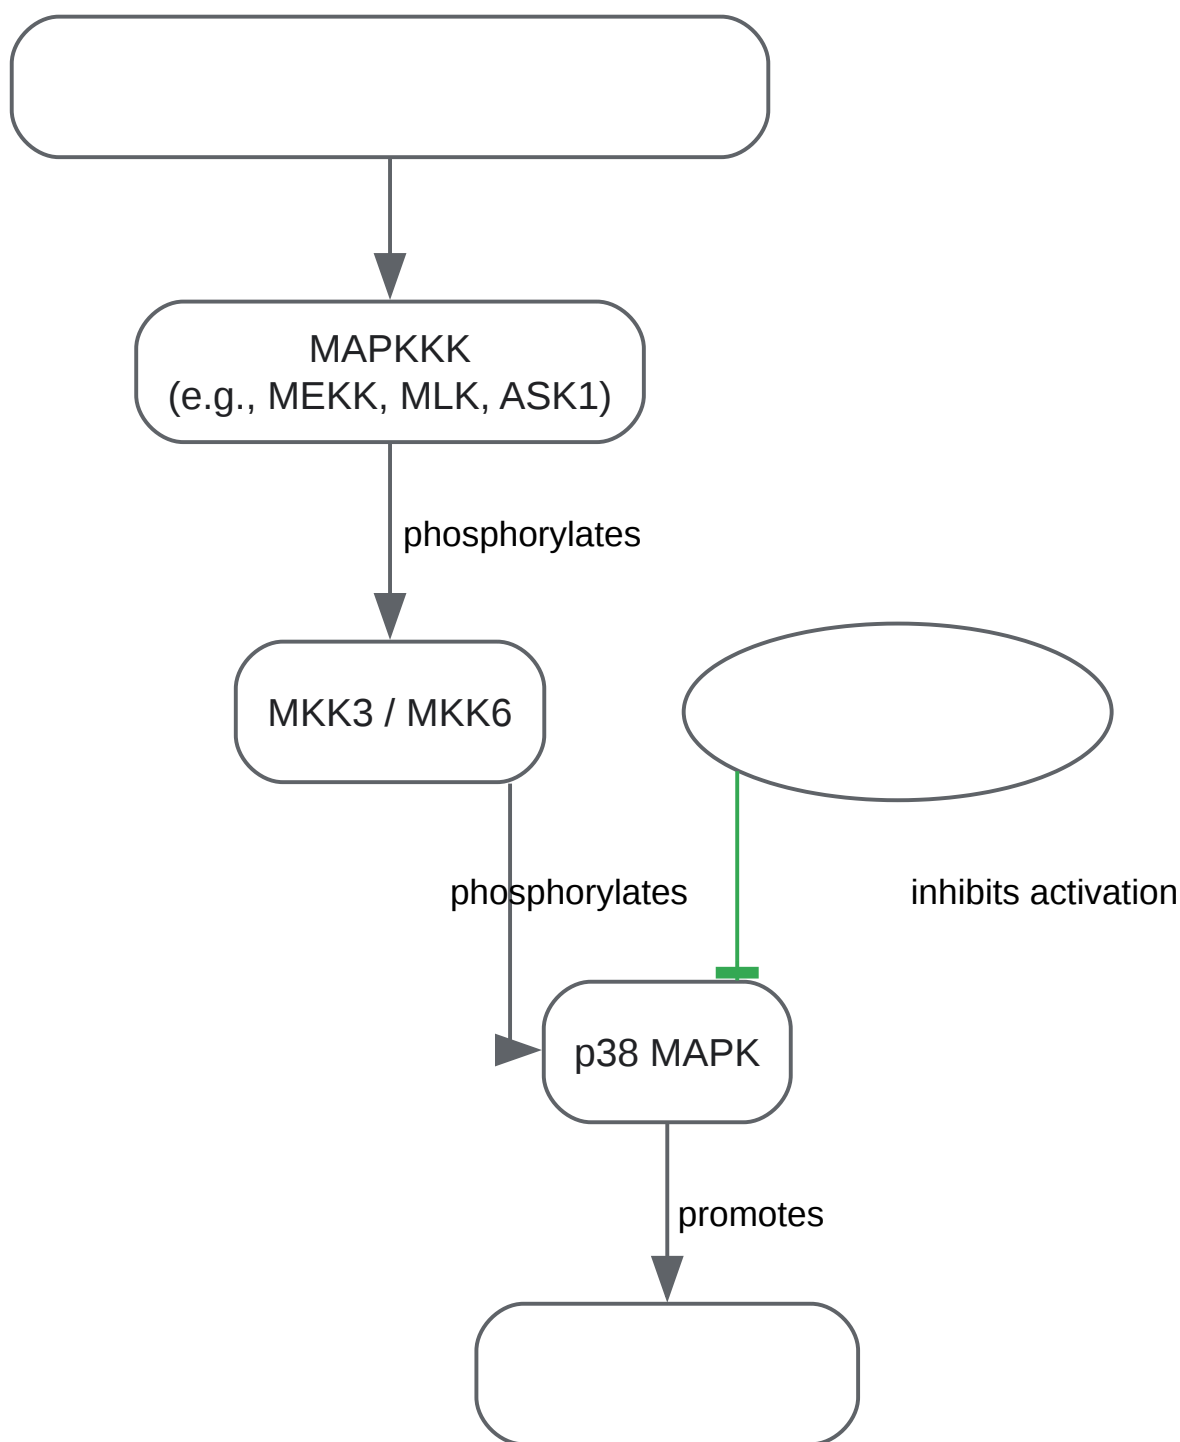 MAPKKK
(e.g., MEKK, MLK, ASK1)
phosphorylates
MKK3 / MKK6
phosphorylates
inhibits activation
p38 MAPK
promotes